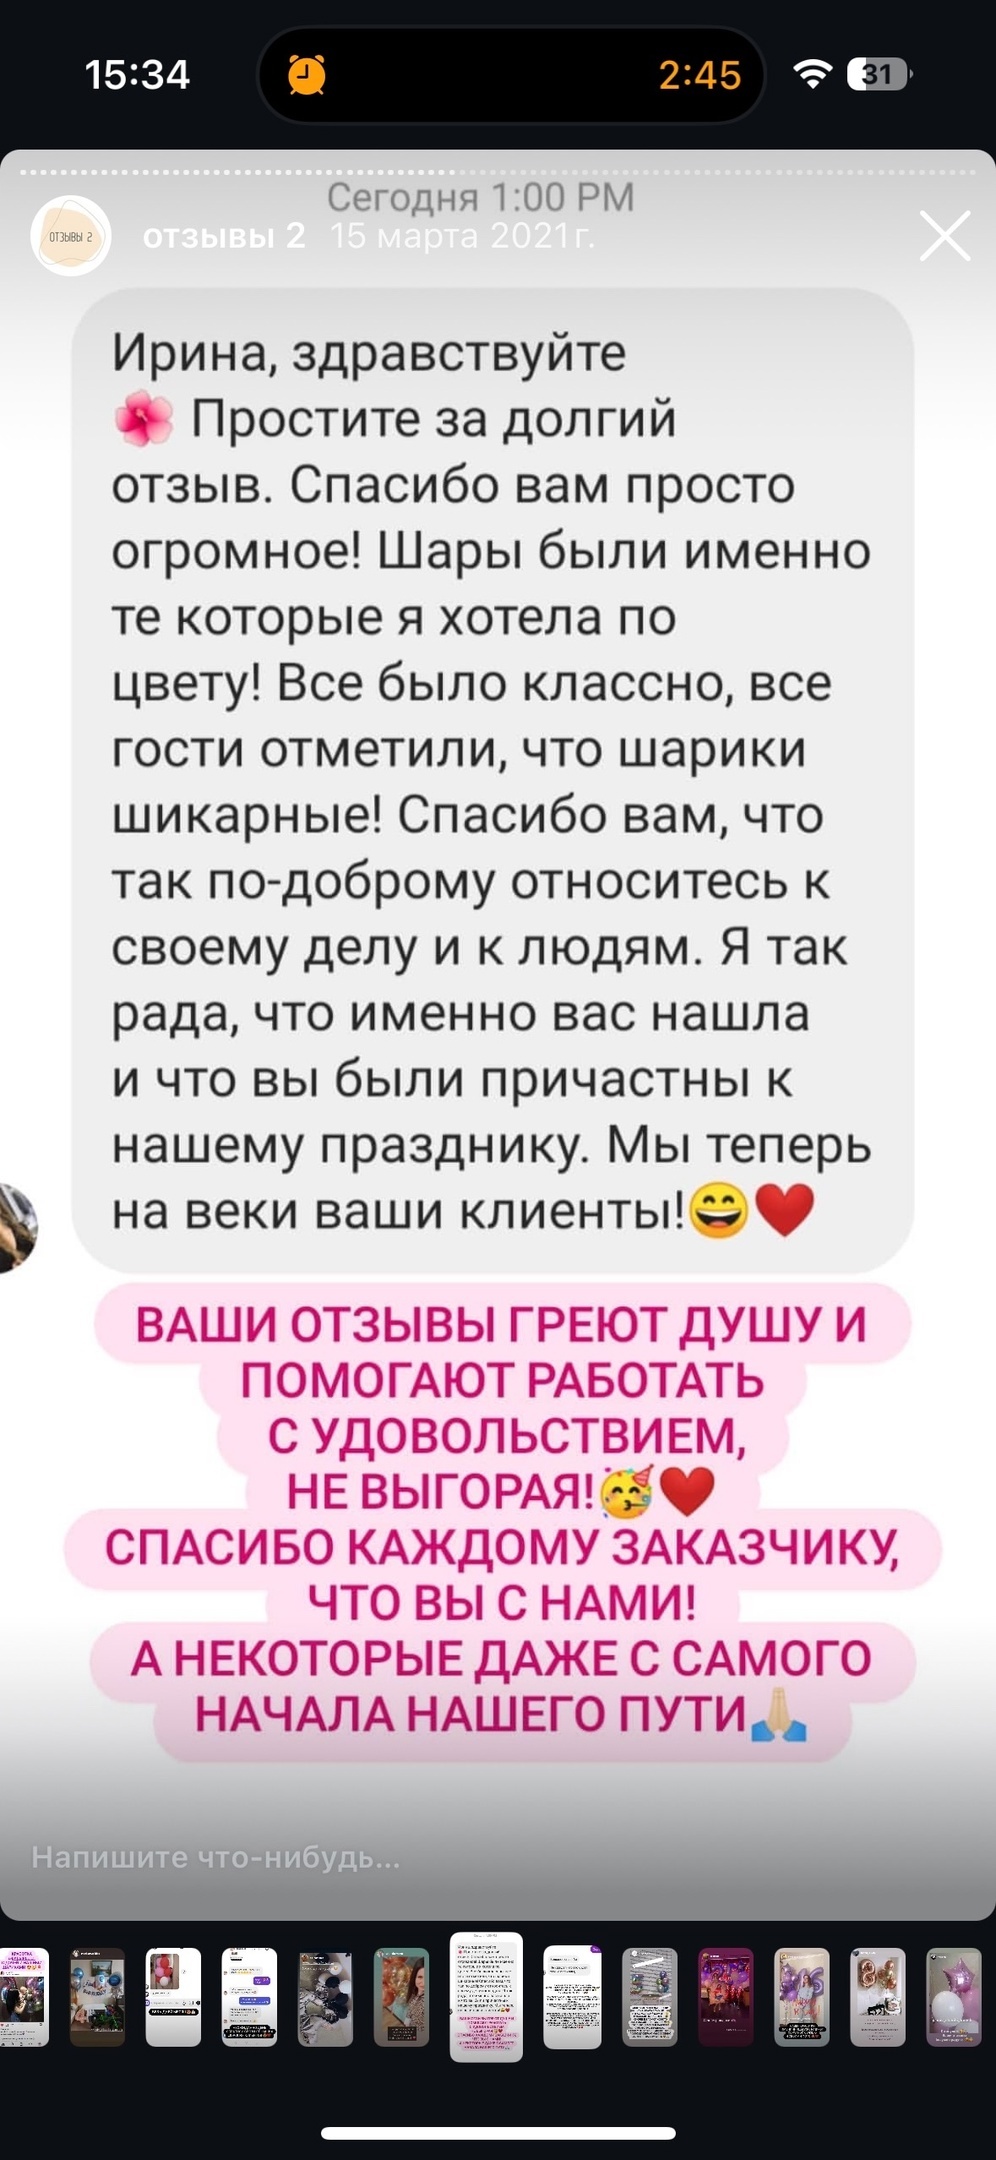 15:34
2:45
31
Сегодня 1:00 PM
ОТЗЫВЫ 2
отзывы 2 15 марта 2021 г.
Ирина, здравствуйте
🌺 Простите за долгий
отзыв. Спасибо вам просто
огромное! Шары были именно
те которые я хотела по
цвету! Все было классно, все
гости отметили, что шарики
шикарные! Спасибо вам, что
так по-доброму относитесь к
своему делу и к людям. Я так
рада, что именно вас нашла
и что вы были причастны к
нашему празднику. Мы теперь
на веки ваши клиенты!😄❤️
ВАШИ ОТЗЫВЫ ГРЕЮТ ДУШУ И
ПОМОГАЮТ РАБОТАТЬ
С УДОВОЛЬСТВИЕМ,
НЕ ВЫГОРАЯ!🥳❤️
СПАСИБО КАЖДОМУ ЗАКАЗЧИКУ,
ЧТО ВЫ С НАМИ!
А НЕКОТОРЫЕ ДАЖЕ С САМОГО
НАЧАЛА НАШЕГО ПУТИ🙏🏼
Напишите что-нибудь...